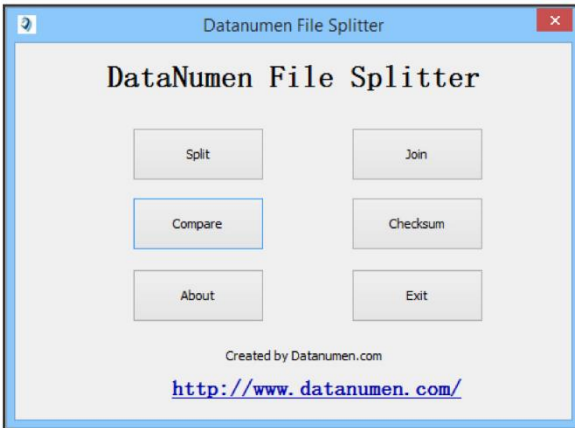 Datanumen File Splitter
DataNumen File Splitter
Split
Join
Compare
Checksum
About
Exit
Created by Datanumen.com
http://www.datanumen.com/